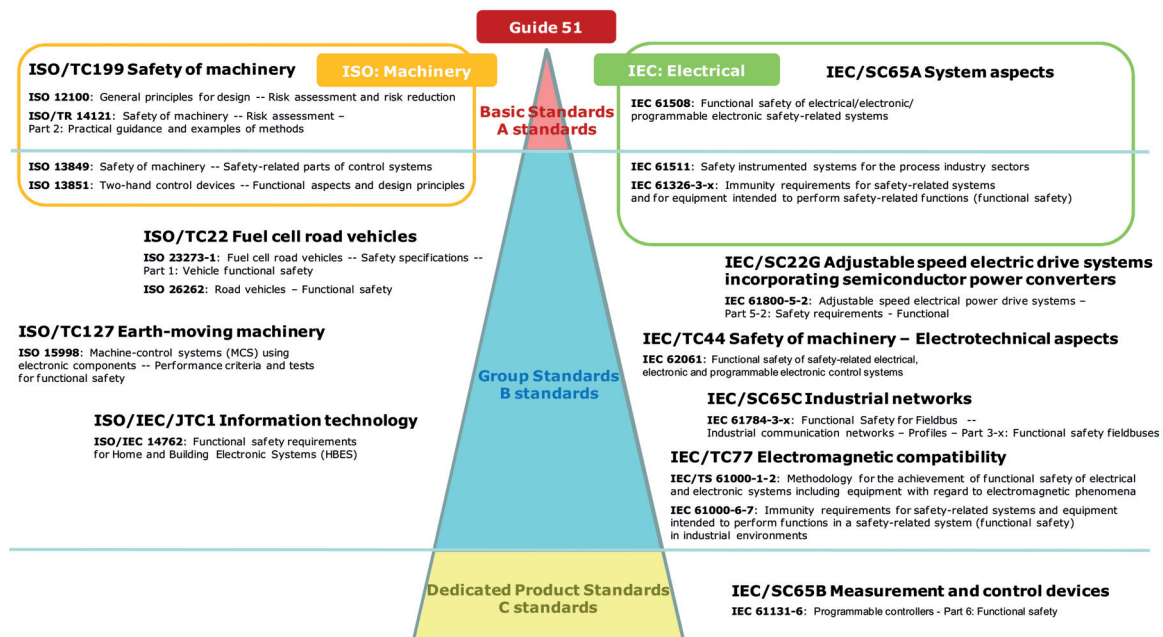 Guide 51
ISO/TC199 Safety of machinery
ISO: Machinery
ISO 12100: General principles for design -- Risk assessment and risk reduction
ISO/TR 14121: Safety of machinery -- Risk assessment –
Part 2: Practical guidance and examples of methods
ISO 13849: Safety of machinery -- Safety-related parts of control systems
ISO 13851: Two-hand control devices -- Functional aspects and design principles
IEC: Electrical
IEC/SC65A System aspects
IEC 61508: Functional safety of electrical/electronic/
programmable electronic safety-related systems
IEC 61511: Safety instrumented systems for the process industry sectors
IEC 61326-3-x: Immunity requirements for safety-related systems
and for equipment intended to perform safety-related functions (functional safety)
Basic Standards
A standards
ISO/TC22 Fuel cell road vehicles
ISO 23273-1: Fuel cell road vehicles -- Safety specifications --
Part 1: Vehicle functional safety
ISO 26262: Road vehicles – Functional safety
ISO/TC127 Earth-moving machinery
ISO 15998: Machine-control systems (MCS) using
electronic components -- Performance criteria and tests
for functional safety
ISO/IEC/JTC1 Information technology
ISO/IEC 14762: Functional safety requirements
for Home and Building Electronic Systems (HBES)
Group Standards
B standards
IEC/SC22G Adjustable speed electric drive systems
incorporating semiconductor power converters
IEC 61800-5-2: Adjustable speed electrical power drive systems –
Part 5-2: Safety requirements - Functional
IEC/TC44 Safety of machinery – Electrotechnical aspects
IEC 62061: Functional safety of safety-related electrical,
electronic and programmable electronic control systems
IEC/SC65C Industrial networks
IEC 61784-3-x: Functional Safety for Fieldbus --
Industrial communication networks – Profiles – Part 3-x: Functional safety fieldbuses
IEC/TC77 Electromagnetic compatibility
IEC/TS 61000-1-2: Methodology for the achievement of functional safety of electrical
and electronic systems including equipment with regard to electromagnetic phenomena
IEC 61000-6-7: Immunity requirements for safety-related systems and equipment
intended to perform functions in a safety-related system (functional safety)
in industrial environments
Dedicated Product Standards
C standards
IEC/SC65B Measurement and control devices
IEC 61131-6: Programmable controllers - Part 6: Functional safety